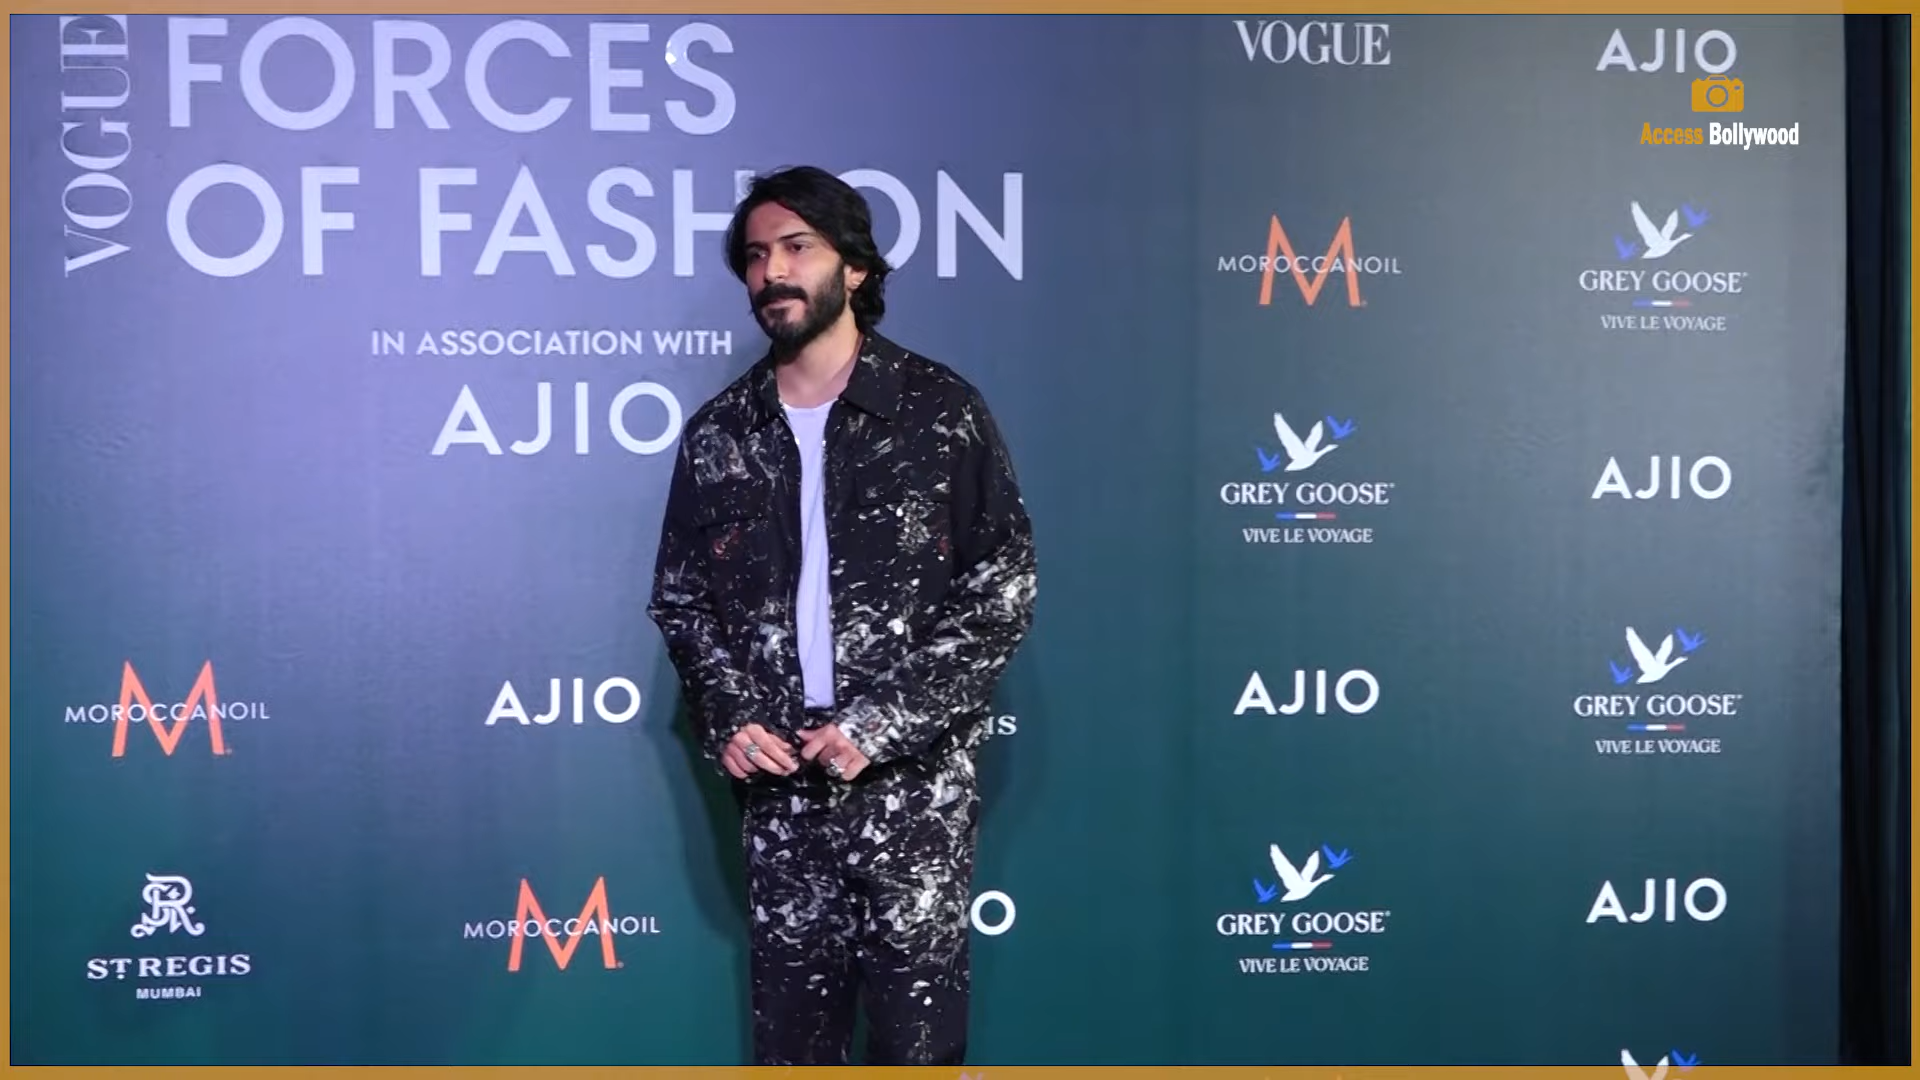 VOGUE
FORCES
OF FASHION
IN ASSOCIATION WITH
AJIO
VOGUE
AJIO
Access Bollywood
MOROCCANOIL
M
GREY GOOSE
VIVE LE VOYAGE
GREY GOOSE
VIVE LE VOYAGE
AJIO
MOROCCANOIL
M
AJIO
IS
AJIO
GREY GOOSE
VIVE LE VOYAGE
ST REGIS
MUMBAI
MOROCCANOIL
M
O
GREY GOOSE
VIVE LE VOYAGE
AJIO